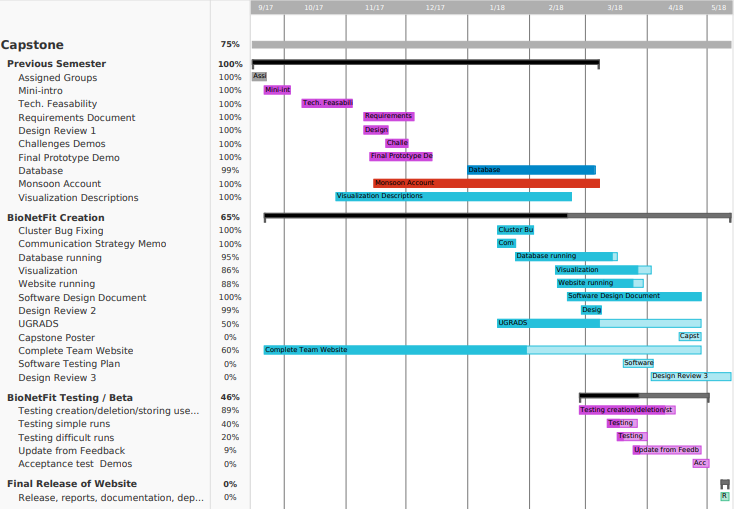 9/17 10/17 11/17 12/17 1/18 2/18 3/18 4/18 5/18
Capstone 75%
Previous Semester 100%
Assigned Groups 100% Assi
Mini-intro 100% Mini-int
Tech. Feasability 100% Tech. Feasabili
Requirements Document 100% Requirements
Design Review 1 100% Design
Challenges Demos 100% Challe
Final Prototype Demo 100% Final Prototype De
Database 99% Database
Monsoon Account 100% Monsoon Account
Visualization Descriptions 100% Visualization Descriptions
BioNetFit Creation 65%
Cluster Bug Fixing 100% Cluster Bu
Communication Strategy Memo 100% Com
Database running 95% Database running
Visualization 86% Visualization
Website running 88% Website running
Software Design Document 100% Software Design Document
Design Review 2 99% Desig
UGRADS 50% UGRADS
Capstone Poster 0% Capst
Complete Team Website 60% Complete Team Website
Software Testing Plan 0% Software
Design Review 3 0% Design Review 3
BioNetFit Testing / Beta 46%
Testing creation/deletion/storing use... 89% Testing creation/deletion/st
Testing simple runs 40% Testing
Testing difficult runs 20% Testing
Update from Feedback 9% Update from Feedb
Acceptance test Demos 0% Acc
Final Release of Website 0%
Release, reports, documentation, dep... 0% R